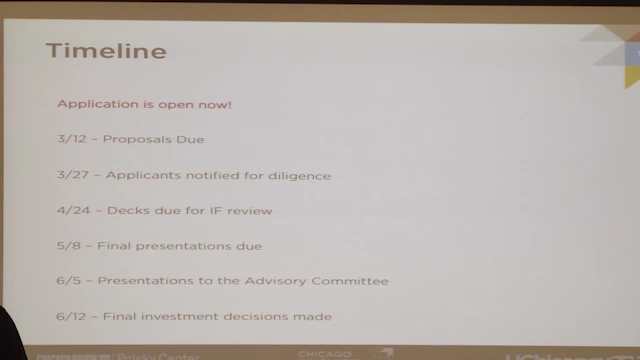 Timeline
Application is open now!
3/12 – Proposals Due
3/27 – Applicants notified for diligence
4/24 – Decks due for IF review
5/8 – Final presentations due
6/5 – Presentations to the Advisory Committee
6/12 – Final investment decisions made
Polsky Center
CHICAGO